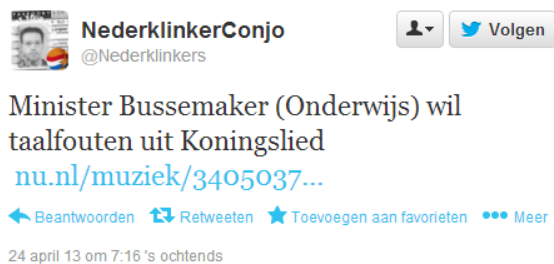 NederklinkerConjo
@Nederklinkers
Volgen
Minister Bussemaker (Onderwijs) wil
taalfouten uit Koningslied
nu.nl/muziek/3405037...
Beantwoorden Retweeten Toevoegen aan favorieten Meer
24 april 13 om 7:16 's ochtends